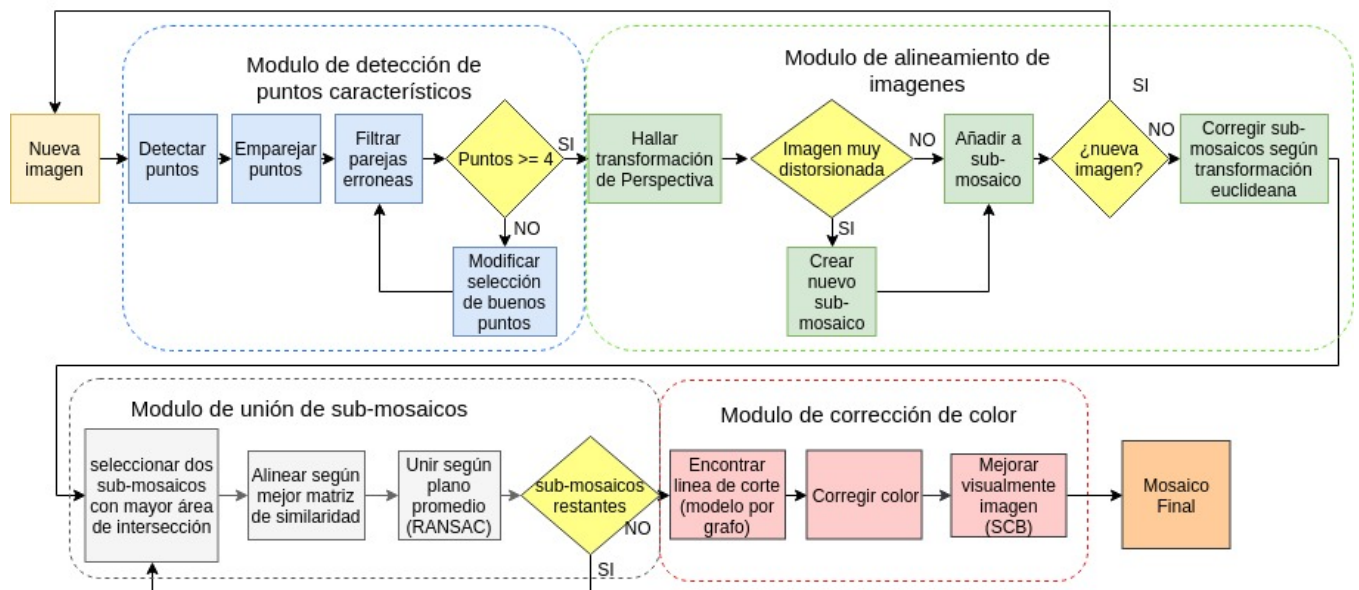 Modulo de detección de
puntos característicos
Modulo de alineamiento de
imagenes
SI
Nueva
imagen
Detectar
puntos
Emparejar
puntos
Filtrar
parejas
erroneas
Puntos >= 4
SI
NO
Modificar
selección
de buenos
puntos
Hallar
transformación
de Perspectiva
Imagen muy
distorsionada
NO
SI
Crear
nuevo
sub-
mosaico
Añadir a
sub-
mosaico
¿nueva
imagen?
NO
Corregir sub-
mosaicos según
transformación
euclideana
Modulo de unión de sub-mosaicos
Modulo de corrección de color
seleccionar dos
sub-mosaicos
con mayor área
de intersección
Alinear según
mejor matriz
de similaridad
Unir según
plano
promedio
(RANSAC)
sub-mosaicos
restantes
NO
SI
Encontrar
linea de corte
(modelo por
grafo)
Corregir color
Mejorar
visualmente
imagen
(SCB)
Mosaico
Final